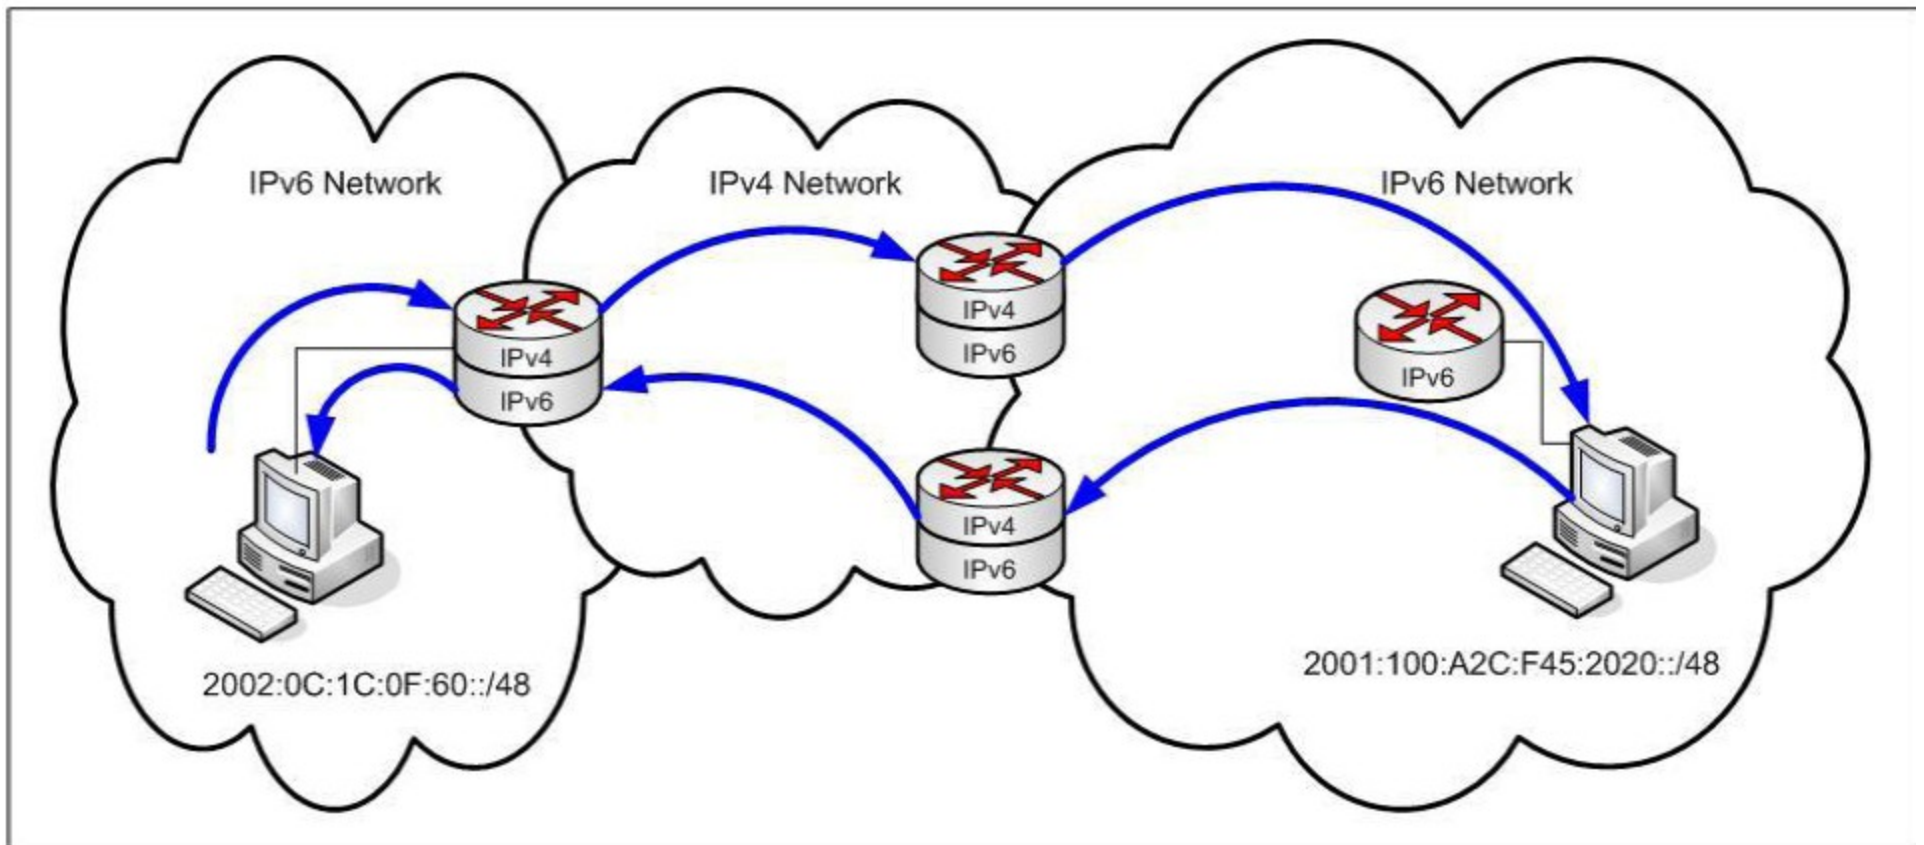 IPv6 Network
IPv4 Network
IPv6 Network
IPv4
IPv6
IPv4
IPv6
IPv6
IPv4
IPv6
2002:0C:1C:0F:60::/48
2001:100:A2C:F45:2020::/48